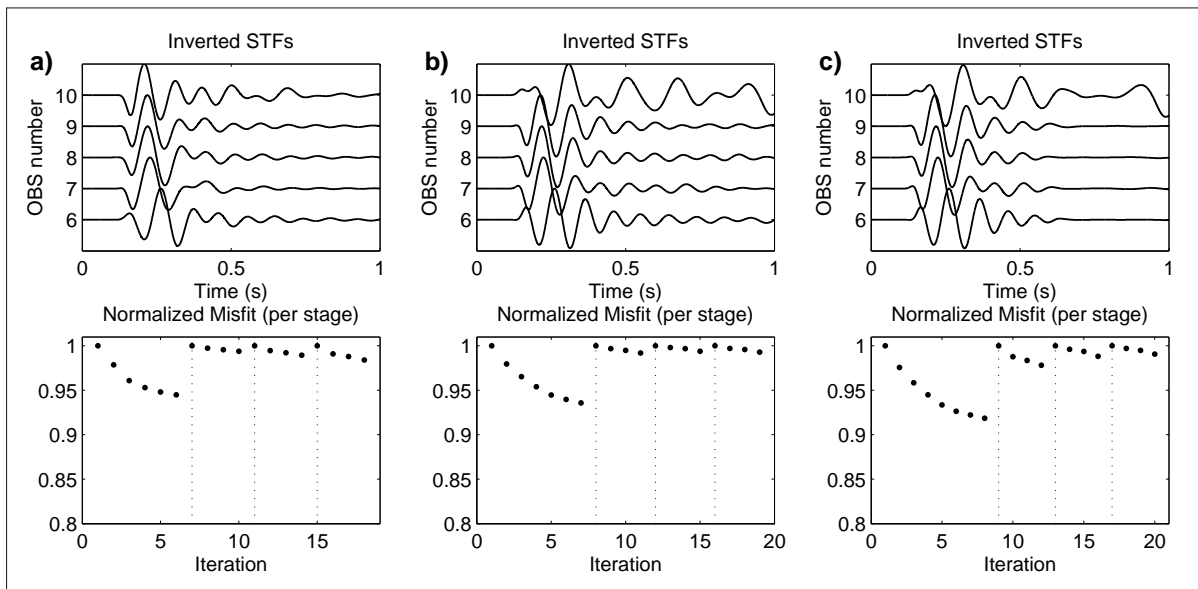 a)
Inverted STFs
OBS number
10
9
8
7
6
0
0.5
1
Time (s)
Normalized Misfit (per stage)
1
0.95
0.9
0.85
0.8
0
5
10
15
Iteration
b)
Inverted STFs
OBS number
10
9
8
7
6
0
0.5
1
Time (s)
Normalized Misfit (per stage)
1
0.95
0.9
0.85
0.8
0
5
10
15
20
Iteration
c)
Inverted STFs
OBS number
10
9
8
7
6
0
0.5
1
Time (s)
Normalized Misfit (per stage)
1
0.95
0.9
0.85
0.8
0
5
10
15
20
Iteration